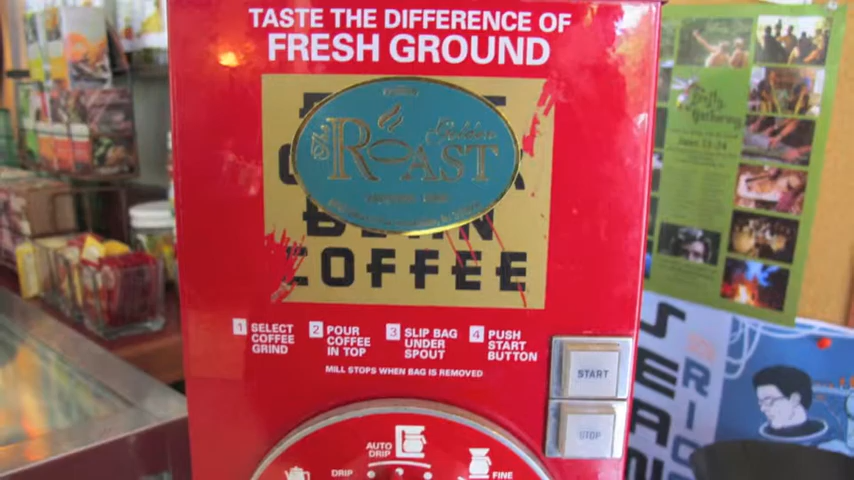 TASTE THE DIFFERENCE OF
FRESH GROUND
The
Golden
ROAST
COFFEE
1 SELECT COFFEE GRIND
2 POUR COFFEE IN TOP
3 SLIP BAG UNDER SPOUT
4 PUSH START BUTTON
MILL STOPS WHEN BAG IS REMOVED
START
STOP
AUTO DRIP
DRIP
FINE
Gathering
SEAN